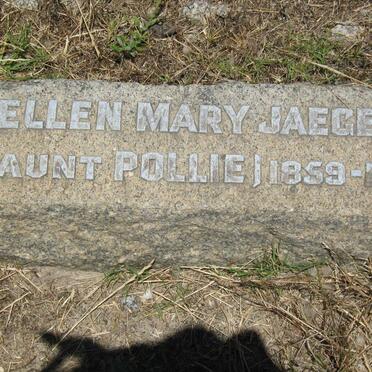 ELLEN MARY JAEGE
AUNT POLLIE) 1859-